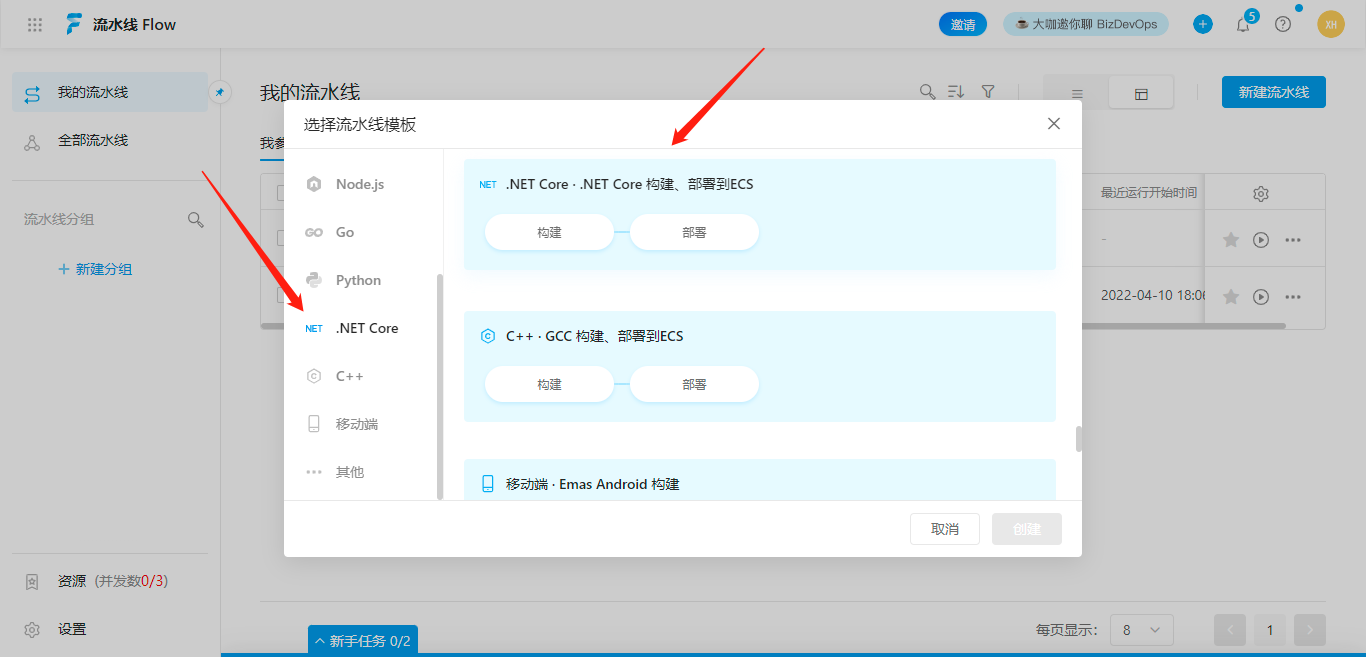 流水线 Flow
邀请
大咖邀你聊 BizDevOps
5
XH
我的流水线
全部流水线
流水线分组
新建分组
资源 (并发数0/3)
设置
我的流水线
新建流水线
我参
最近运行开始时间
-
2022-04-10 18:06
选择流水线模板
Node.js
GO Go
Python
NET .NET Core
C++
移动端
其他
NET .NET Core · .NET Core 构建、部署到ECS
构建
部署
C++ · GCC 构建、部署到ECS
构建
部署
移动端 · Emas Android 构建
取消
创建
新手任务 0/2
每页显示：
8
1